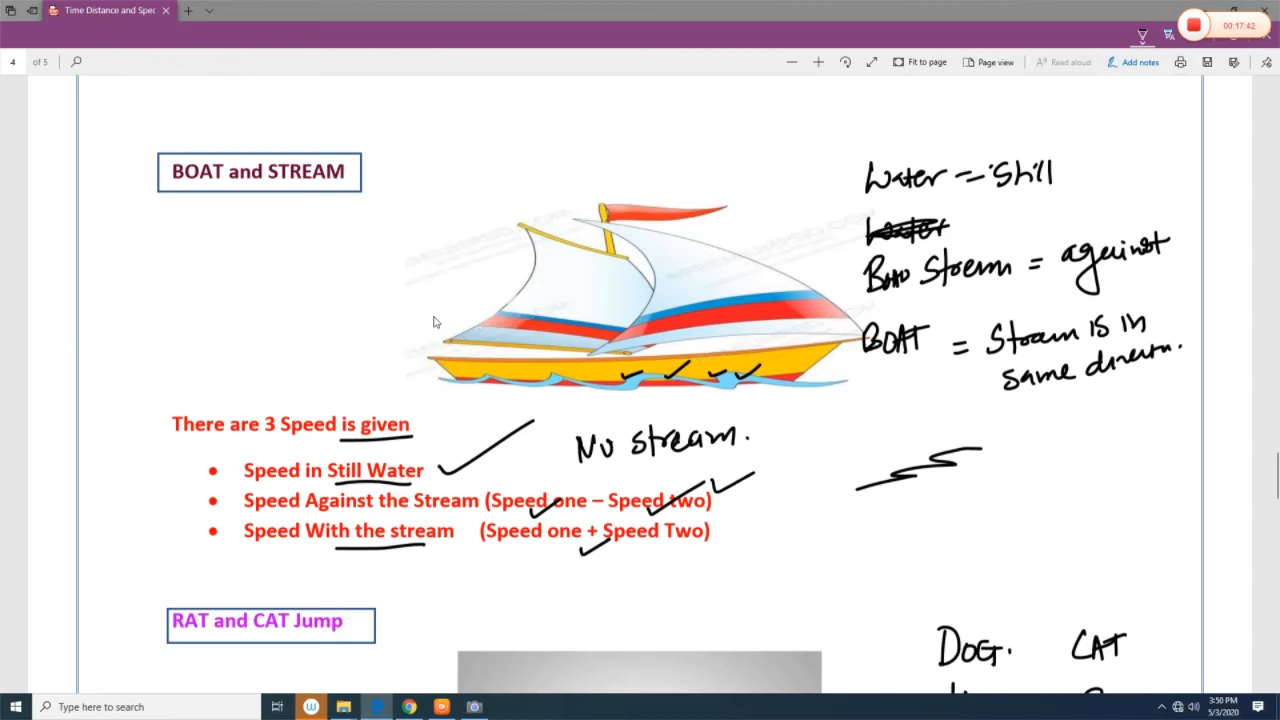 Time Distance and Spee
00:17:42
4 of 5
Fit to page
Page view
Read aloud
Add notes
BOAT and STREAM
Water = Still
Boat Stream = against
BOAT = Stream is in
same directn.
There are 3 Speed is given
No stream.
Speed in Still Water
Speed Against the Stream (Speed one – Speed two)
Speed With the stream (Speed one + Speed Two)
RAT and CAT Jump
DOG. CAT
Type here to search
3:50 PM
5/3/2020